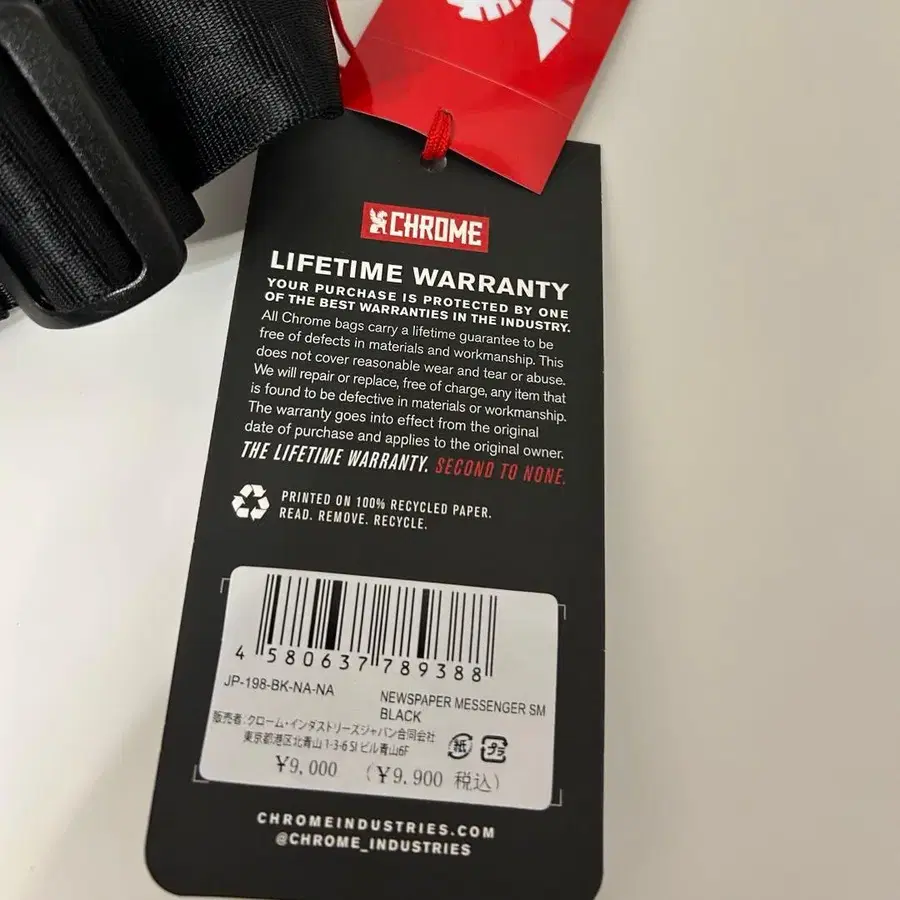 CHROME
LIFETIME WARRANTY
YOUR PURCHASE IS PROTECTED BY ONE
OF THE BEST WARRANTIES IN THE INDUSTRY.
All Chrome bags carry a lifetime guarantee to be
free of defects in materials and workmanship. This
does not cover reasonable wear and tear or abuse.
We will repair or replace, free of charge, any item that
is found to be defective in materials or workmanship.
The warranty goes into effect from the original
date of purchase and applies to the original owner.
THE LIFETIME WARRANTY. SECOND TO NONE.
PRINTED ON 100% RECYCLED PAPER.
READ. REMOVE. RECYCLE.
4 580637 789388
JP-198-BK-NA-NA
NEWSPAPER MESSENGER SM
BLACK
販売者:クローム・インダストリーズジャパン合同会社
東京都港区北青山 1-3-6 SI ビル青山6F
紙 プラ
¥9,000 (¥9,900 税込)
CHROMEINDUSTRIES.COM
@CHROME_INDUSTRIES